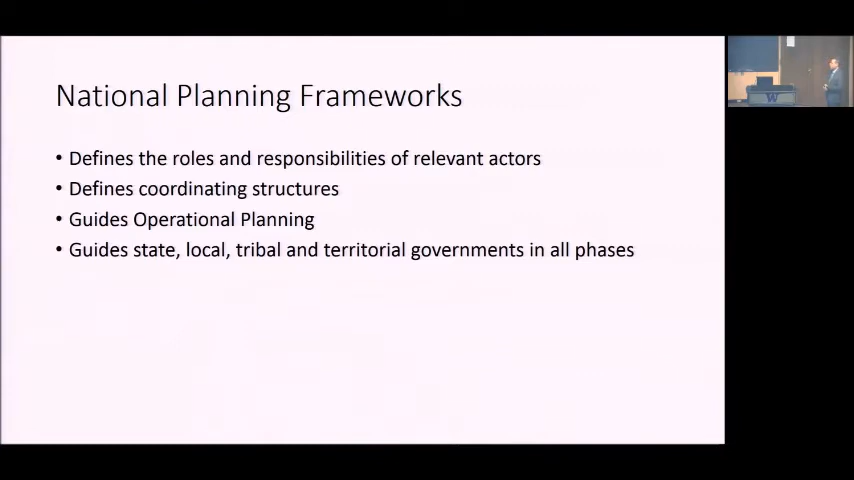 National Planning Frameworks
• Defines the roles and responsibilities of relevant actors
• Defines coordinating structures
• Guides Operational Planning
• Guides state, local, tribal and territorial governments in all phases
W